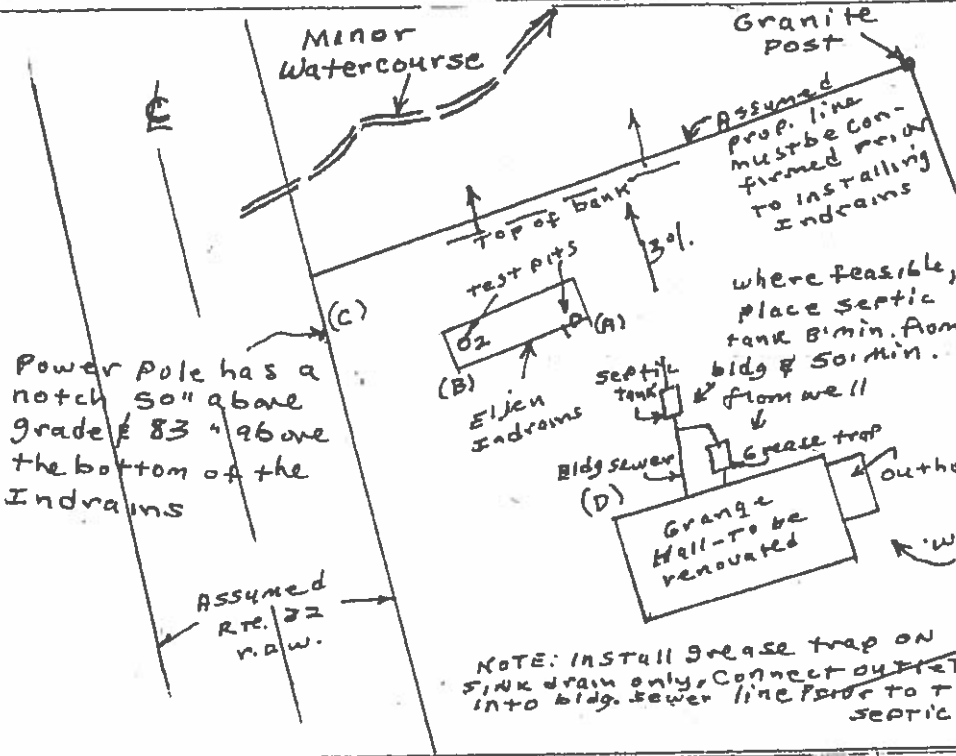 Minor
Watercourse
Granite
Post
℄
Assumed
prop. line
must be con-
firmed prior
to installing
Indrains
Top of bank
3%
test pits
(C)
O2
(A)
(B)
Eljen
Indrains
where feasible,
place septic
tank 8' min. from
bldg & 50' min.
from well
Power Pole has a
notch 50" above
grade & 83" above
the bottom of the
Indrains
septic
tank
Grease trap
Bldg sewer
(D)
Grange
Hall-To be
renovated
Assumed
Rte.
r.o.w.
NOTE: Install grease trap on
sink drain only. Connect outlet
into bldg. sewer line Prior to
septic